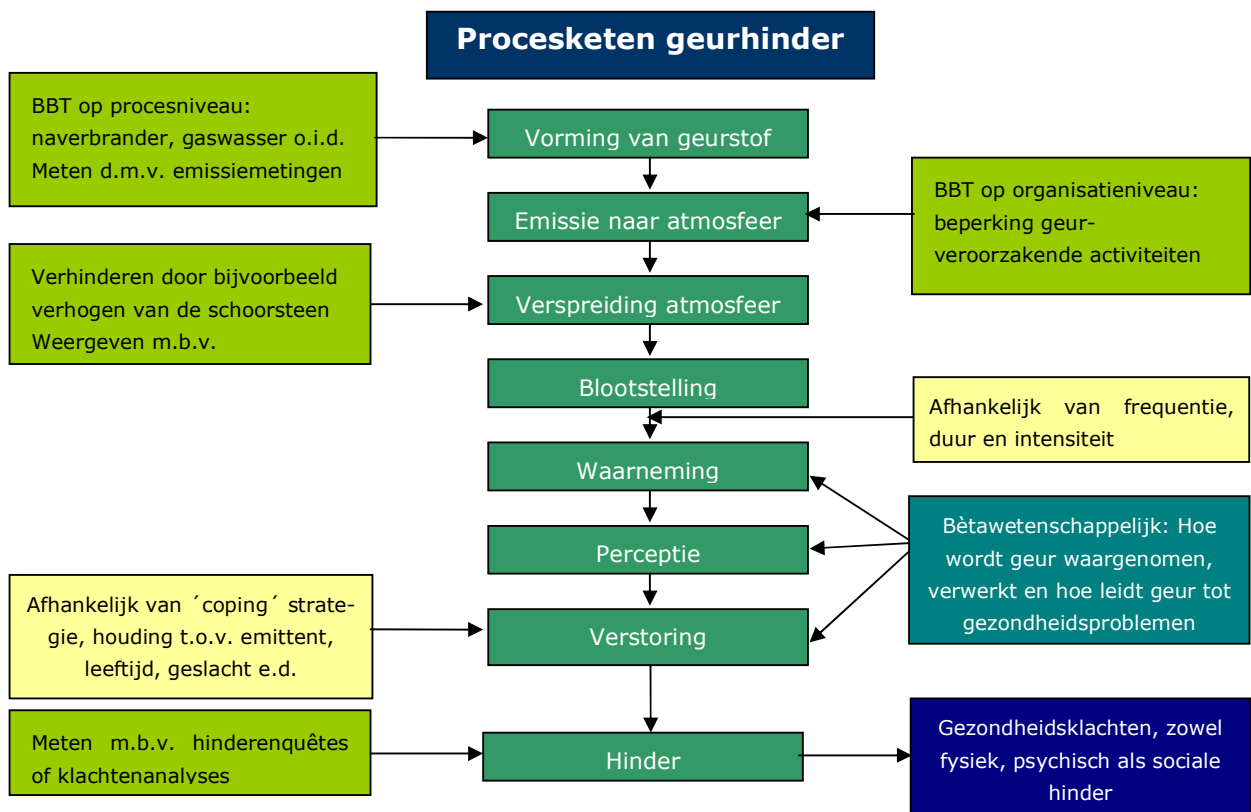 Procesketen geurhinder
BBT op procesniveau:
naverbrander, gaswasser o.i.d.
Meten d.m.v. emissiemetingen
Vorming van geurstof
Emissie naar atmosfeer
BBT op organisatieniveau:
beperking geur-
veroorzakende activiteiten
Verhinderen door bijvoorbeeld
verhogen van de schoorsteen
Weergeven m.b.v.
Verspreiding atmosfeer
Blootstelling
Afhankelijk van frequentie,
duur en intensiteit
Waarneming
Perceptie
Bètawetenschappelijk: Hoe
wordt geur waargenomen,
verwerkt en hoe leidt geur tot
gezondheidsproblemen
Afhankelijk van ´coping´ strate-
gie, houding t.o.v. emittent,
leeftijd, geslacht e.d.
Verstoring
Meten m.b.v. hinderenquêtes
of klachtenanalyses
Hinder
Gezondheidsklachten, zowel
fysiek, psychisch als sociale
hinder